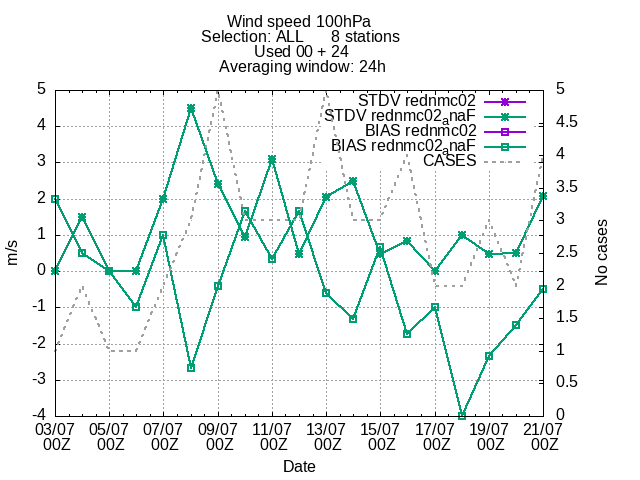 Wind speed 100hPa
Selection: ALL 8 stations
Used 00 + 24
Averaging window: 24h
STDV rednmc02
STDV rednmc02anaF
BIAS rednmc02
BIAS rednmc02anaF
CASES
5
4
3
2
1
0
-1
-2
-3
-4
m/s
5
4.5
4
3.5
3
2.5
2
1.5
1
0.5
0
No cases
03/07 05/07 07/07 09/07 11/07 13/07 15/07 17/07 19/07 21/07
00Z 00Z 00Z 00Z 00Z 00Z 00Z 00Z 00Z 00Z
Date